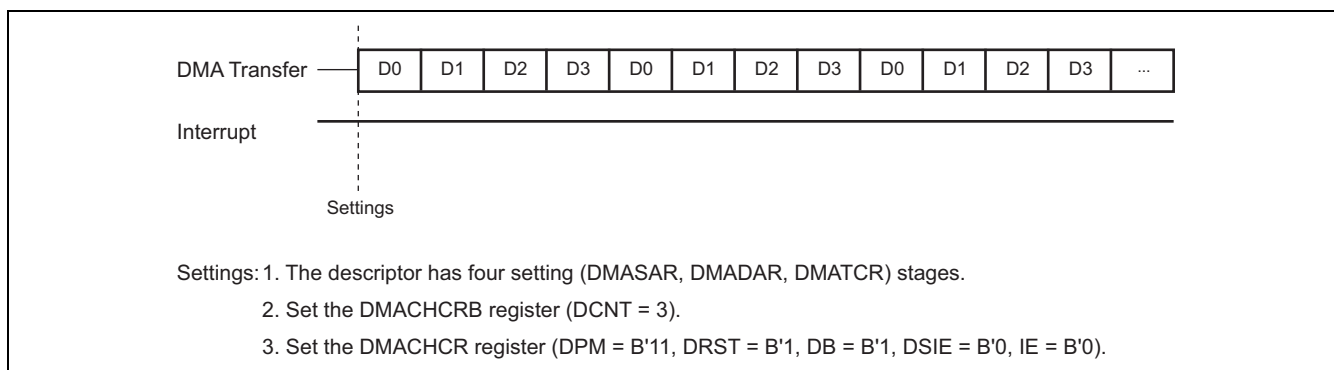 DMA Transfer D0 D1 D2 D3 D0 D1 D2 D3 D0 D1 D2 D3 ...
Interrupt
Settings
Settings: 1. The descriptor has four setting (DMASAR, DMADAR, DMATCR) stages.
2. Set the DMACHCRB register (DCNT = 3).
3. Set the DMACHCR register (DPM = B'11, DRST = B'1, DB = B'1, DSIE = B'0, IE = B'0).